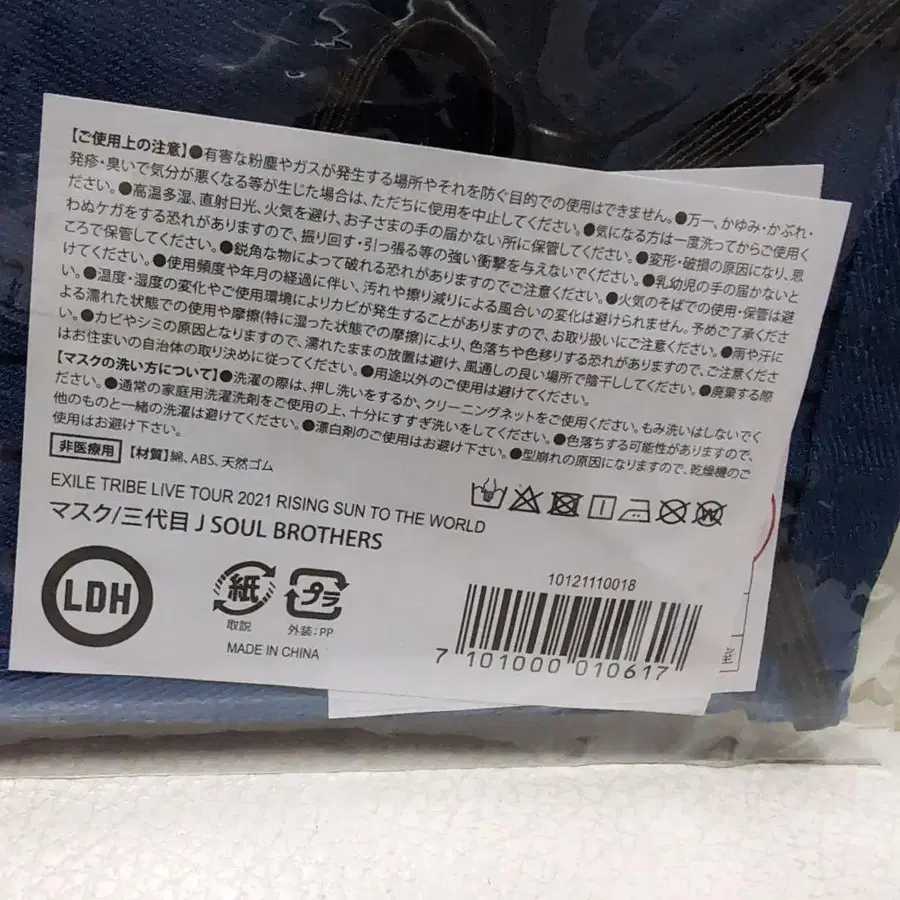 【ご使用上の注意】●有害な粉塵やガスが発生する場所やそれを防ぐ目的での使用はできません。●万一、かゆみ・かぶれ・
発疹・臭いで気分が悪くなる等が生じた場合は、ただちに使用を中止してください。●気になる方は一度洗ってからご使用く
ださい。●高温多湿、直射日光、火気を避け、お子さまの手の届かない所に保管してください。●変形・破損の原因になり、思
わぬケガをする恐れがありますので、振り回す・引っ張る等の強い衝撃を与えないでください。●乳幼児の手の届かないと
ころで保管してください。●鋭角な物によって破れる恐れがありますのでご注意ください。●火気のそばでの使用・保管は避
けてください。●使用頻度や年月の経過に伴い、汚れや擦り減りによる風合いの変化は避けられません。予めご了承くださ
い。●温度・湿度の変化やご使用環境によりカビが発生することがありますので、お取り扱いにご注意ください。●雨や汗に
よる濡れた状態での使用や摩擦(特に湿った状態での摩擦)により、色落ちや色移りする恐れがありますので、ご注意くださ
い。●カビやシミの原因となりますので、濡れたままの放置は避け、風通しの良い場所で陰干ししてください。●廃棄する際
はお住まいの自治体の取り決めに従ってください。●用途以外のご使用は避けてください。
【マスクの洗い方について】●洗濯の際は、押し洗いをするか、クリーニングネットをご使用ください。もみ洗いはしないでく
ださい。●通常の家庭用洗濯洗剤をご使用の上、十分にすすぎ洗いをしてください。●色落ちする可能性がありますので、
他のものと一緒の洗濯は避けてください。●漂白剤のご使用はお避け下さい。●型崩れの原因になりますので、乾燥機のご
使用はお避け下さい。
非医療用 【材質】綿、ABS、天然ゴム
EXILE TRIBE LIVE TOUR 2021 RISING SUN TO THE WORLD
マスク/三代目 J SOUL BROTHERS
LDH
紙
取説
プラ
外装:PP
MADE IN CHINA
W
10121110018
7 101000 010617